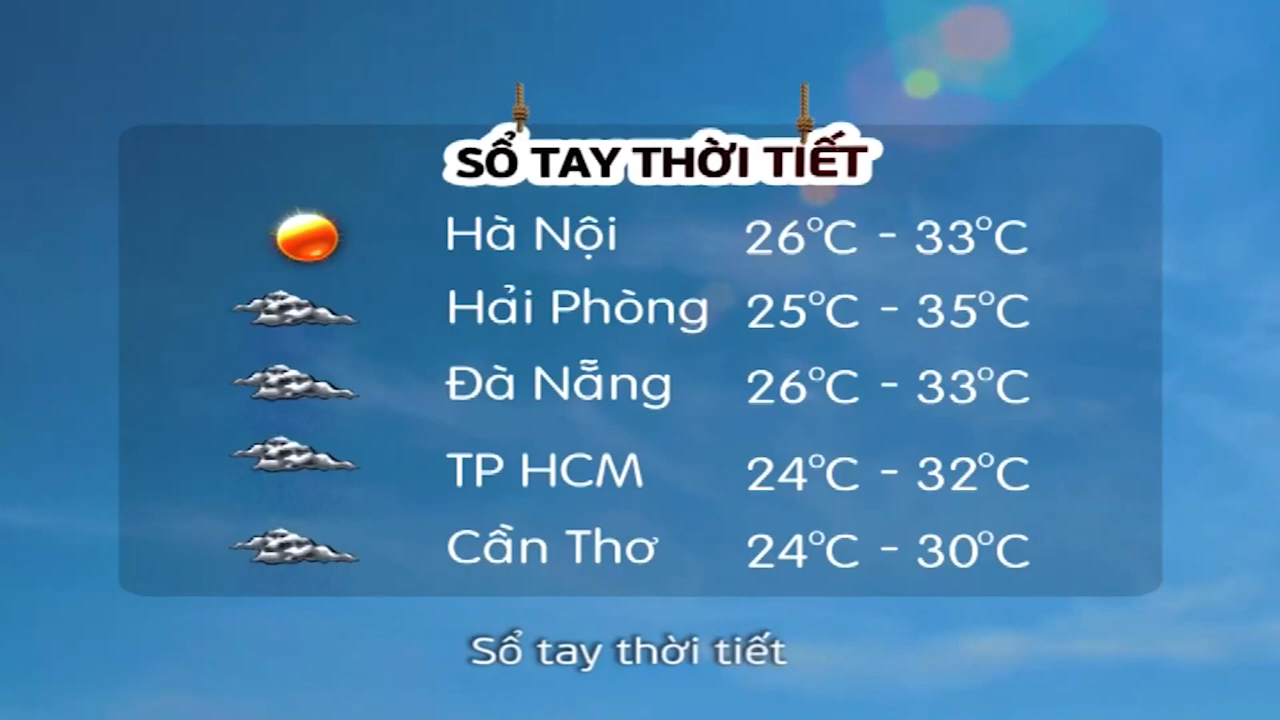 SỔ TAY THỜI TIẾT
Hà Nội 26°C - 33°C
Hải Phòng 25°C - 35°C
Đà Nẵng 26°C - 33°C
TP HCM 24°C - 32°C
Cần Thơ 24°C - 30°C
Sổ tay thời tiết